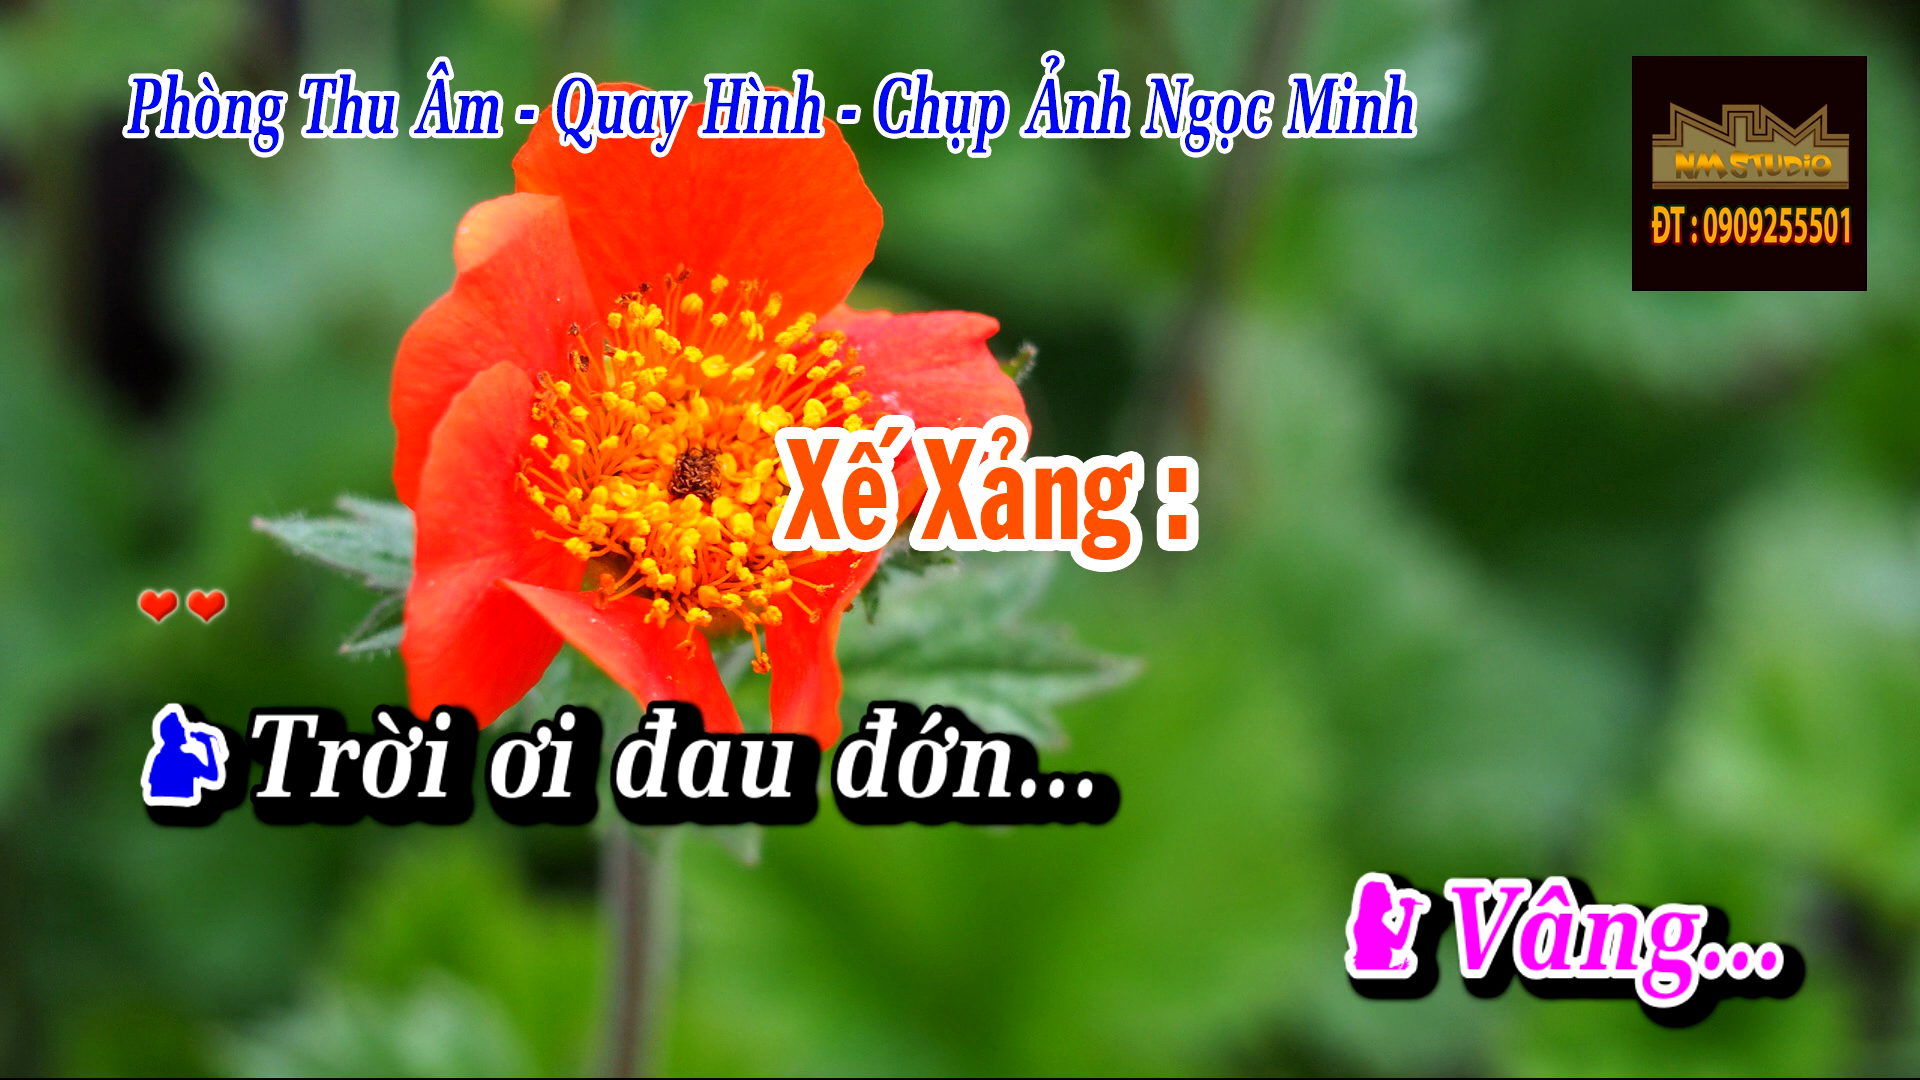 Phòng Thu Âm - Quay Hình - Chụp Ảnh Ngọc Minh
NM STUDIO
ĐT : 0909255501
Xế Xảng :
Trời ơi đau đớn...
Vâng...